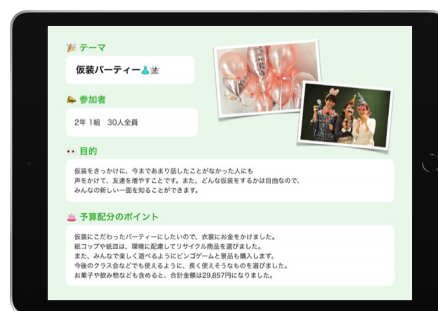 テーマ
仮装パーティー
参加者
2年 1組　30人全員
目的
仮装をきっかけに、今まであまり話したことがなかった人にも
声をかけて、友達を増やすことです。また、どんな仮装をするかは自由なので、
みんなの新しい一面を知ることができます。
予算配分のポイント
仮装にこだわったパーティーにしたいので、衣装にお金をかけました。
紙コップや紙皿は、環境に配慮してリサイクル商品を選びました。
また、みんなで楽しく遊べるようにビンゴゲームと景品も購入します。
今後のクラス会などでも使えるように、長く使えそうなものを選びました。
お菓子や飲み物なども含めると、合計金額は29,857円になりました。